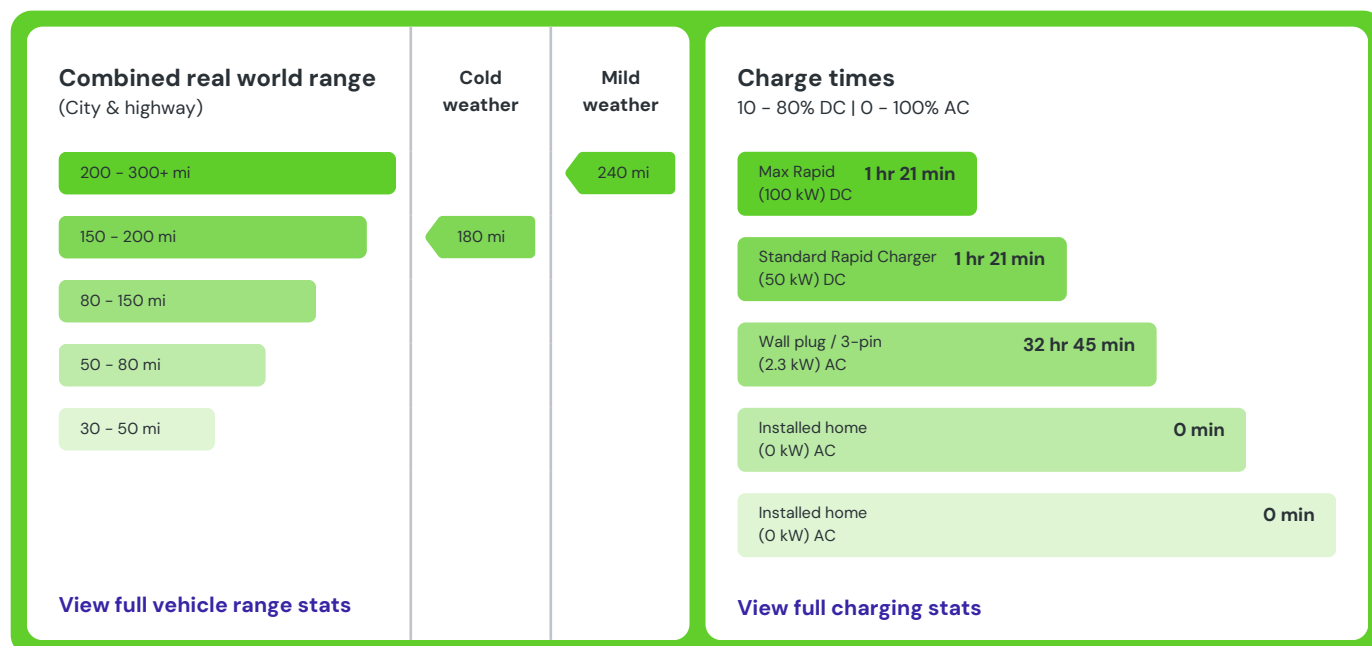 Combined real world range
(City & highway)
Cold
weather
Mild
weather
200 - 300+ mi
240 mi
150 - 200 mi
180 mi
80 - 150 mi
50 - 80 mi
30 - 50 mi
View full vehicle range stats
Charge times
10 - 80% DC | 0 - 100% AC
Max Rapid 1 hr 21 min
(100 kW) DC
Standard Rapid Charger 1 hr 21 min
(50 kW) DC
Wall plug / 3-pin 32 hr 45 min
(2.3 kW) AC
Installed home 0 min
(0 kW) AC
Installed home 0 min
(0 kW) AC
View full charging stats